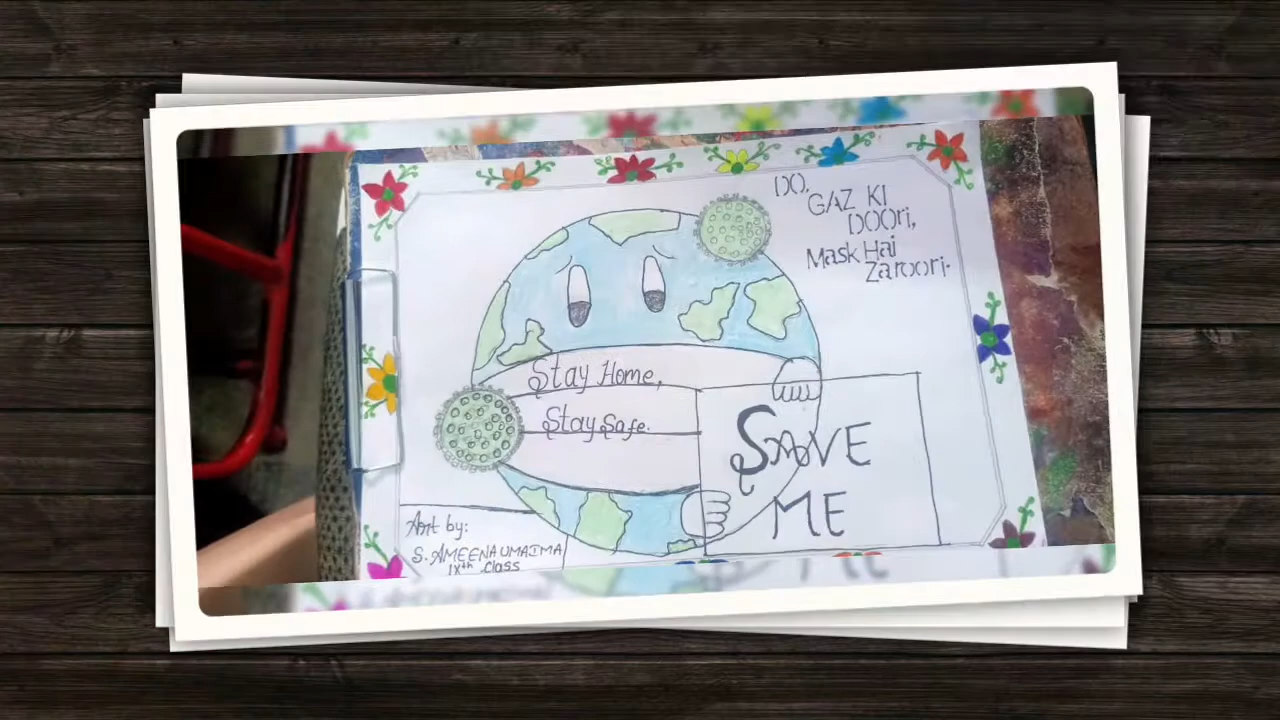 DO,
GAZ KI
DOORi,
Mask Hai
Zaroori.
Stay Home,
Stay Safe.
SAVE
ME
Art by:
S. AMEENA UMAIMA
IXth Class